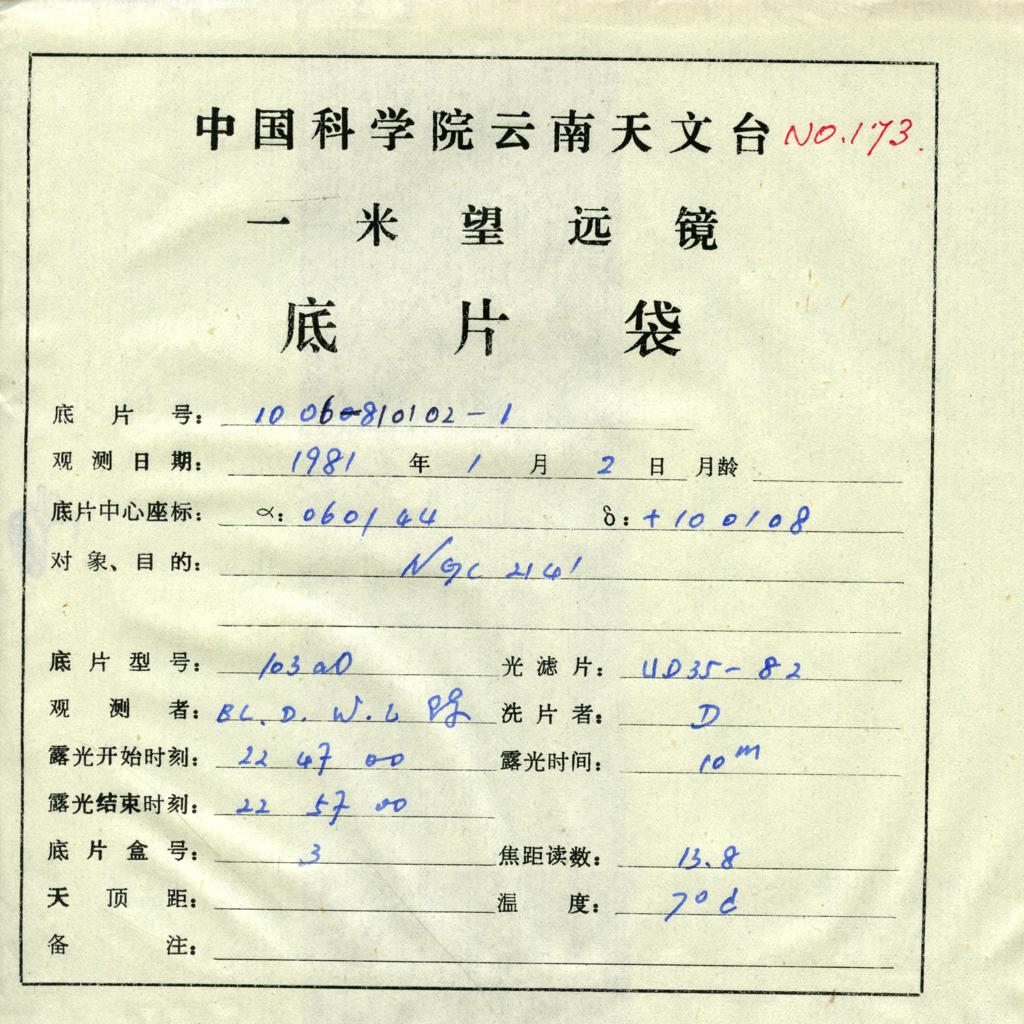 中国科学院云南天文台 NO.173.
一米望远镜
底片袋
底片号: 10 06-810102-1
观测日期: 1981 年 1 月 2 日 月龄
底片中心座标: α: 060144 δ: +100108
对象、目的: NGC 2141
底片型号: 103aO 光滤片: UD35-82
观测者: BL. D. W. L 洗片者: D
露光开始时刻: 22 47 00 露光时间: 10m
露光结束时刻: 22 57 00
底片盒号: 3 焦距读数: 13.8
天顶距: 温度: 7°C
备注: